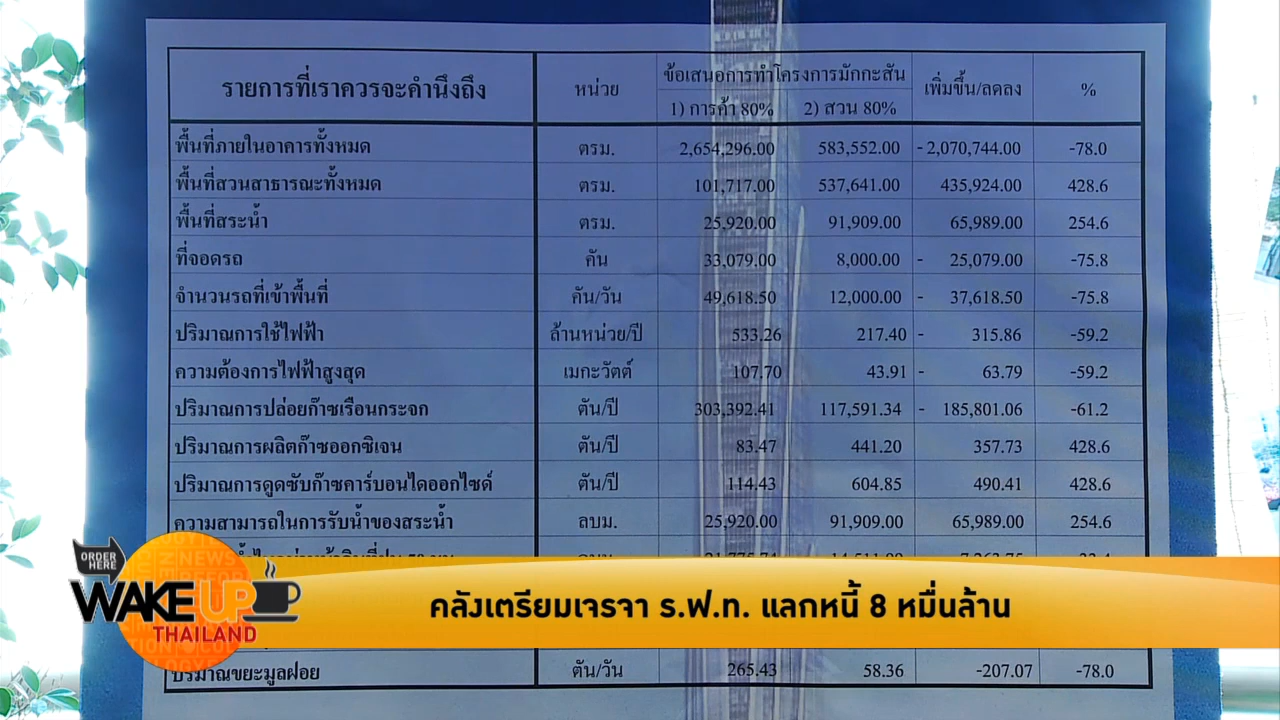 รายการที่เราควรจะคำนึงถึง หน่วย ข้อเสนอการทำโครงการมักกะสัน เพิ่มขึ้น/ลดลง %
1) การค้า 80% 2) สวน 80%
พื้นที่ภายในอาคารทั้งหมด ตรม. 2,654,296.00 583,552.00 - 2,070,744.00 -78.0
พื้นที่สวนสาธารณะทั้งหมด ตรม. 101,717.00 537,641.00 435,924.00 428.6
พื้นที่สระน้ำ ตรม. 25,920.00 91,909.00 65,989.00 254.6
ที่จอดรถ คัน 33,079.00 8,000.00 - 25,079.00 -75.8
จำนวนรถที่เข้าพื้นที่ คัน/วัน 49,618.50 12,000.00 - 37,618.50 -75.8
ปริมาณการใช้ไฟฟ้า ล้านหน่วย/ปี 533.26 217.40 - 315.86 -59.2
ความต้องการไฟฟ้าสูงสุด เมกะวัตต์ 107.70 43.91 - 63.79 -59.2
ปริมาณการปล่อยก๊าซเรือนกระจก ตัน/ปี 303,392.41 117,591.34 - 185,801.06 -61.2
ปริมาณการผลิตก๊าซออกซิเจน ตัน/ปี 83.47 441.20 357.73 428.6
ปริมาณการดูดซับก๊าซคาร์บอนไดออกไซด์ ตัน/ปี 114.43 604.85 490.41 428.6
ความสามารถในการรับน้ำของสระน้ำ ลบม. 25,920.00 91,909.00 65,989.00 254.6
ORDER HERE
WAKE UP
THAILAND
คลังเตรียมเจรจา ร.ฟ.ท. แลกหนี้ 8 หมื่นล้าน
ปริมาณขยะมูลฝอย ตัน/วัน 265.43 58.36 -207.07 -78.0